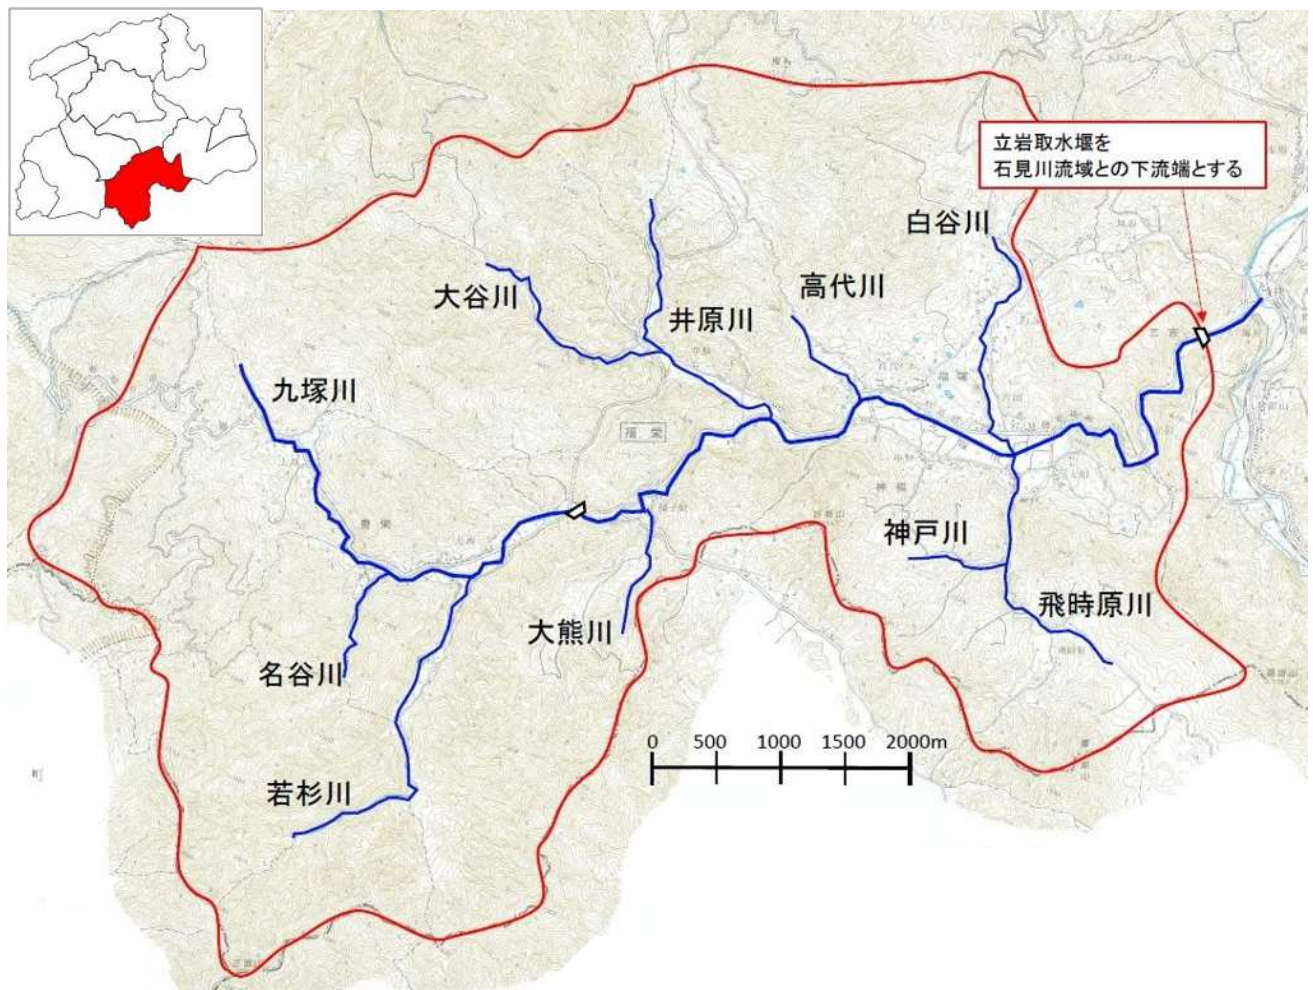 立岩取水堰を
石見川流域との下流端とする
白谷川
高代川
大谷川
井原川
九塚川
福栄
神戸川
飛時原川
大熊川
名谷川
若杉川
0 500 1000 1500 2000m